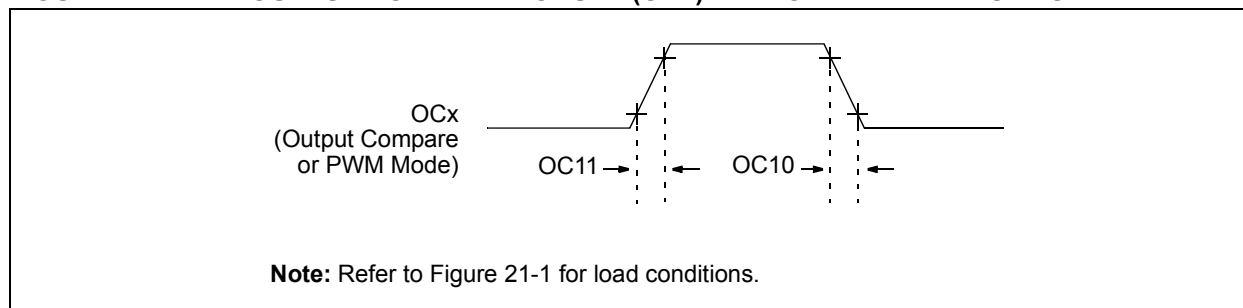 OCx
(Output Compare
or PWM Mode)
OC11
OC10
Note: Refer to Figure 21-1 for load conditions.